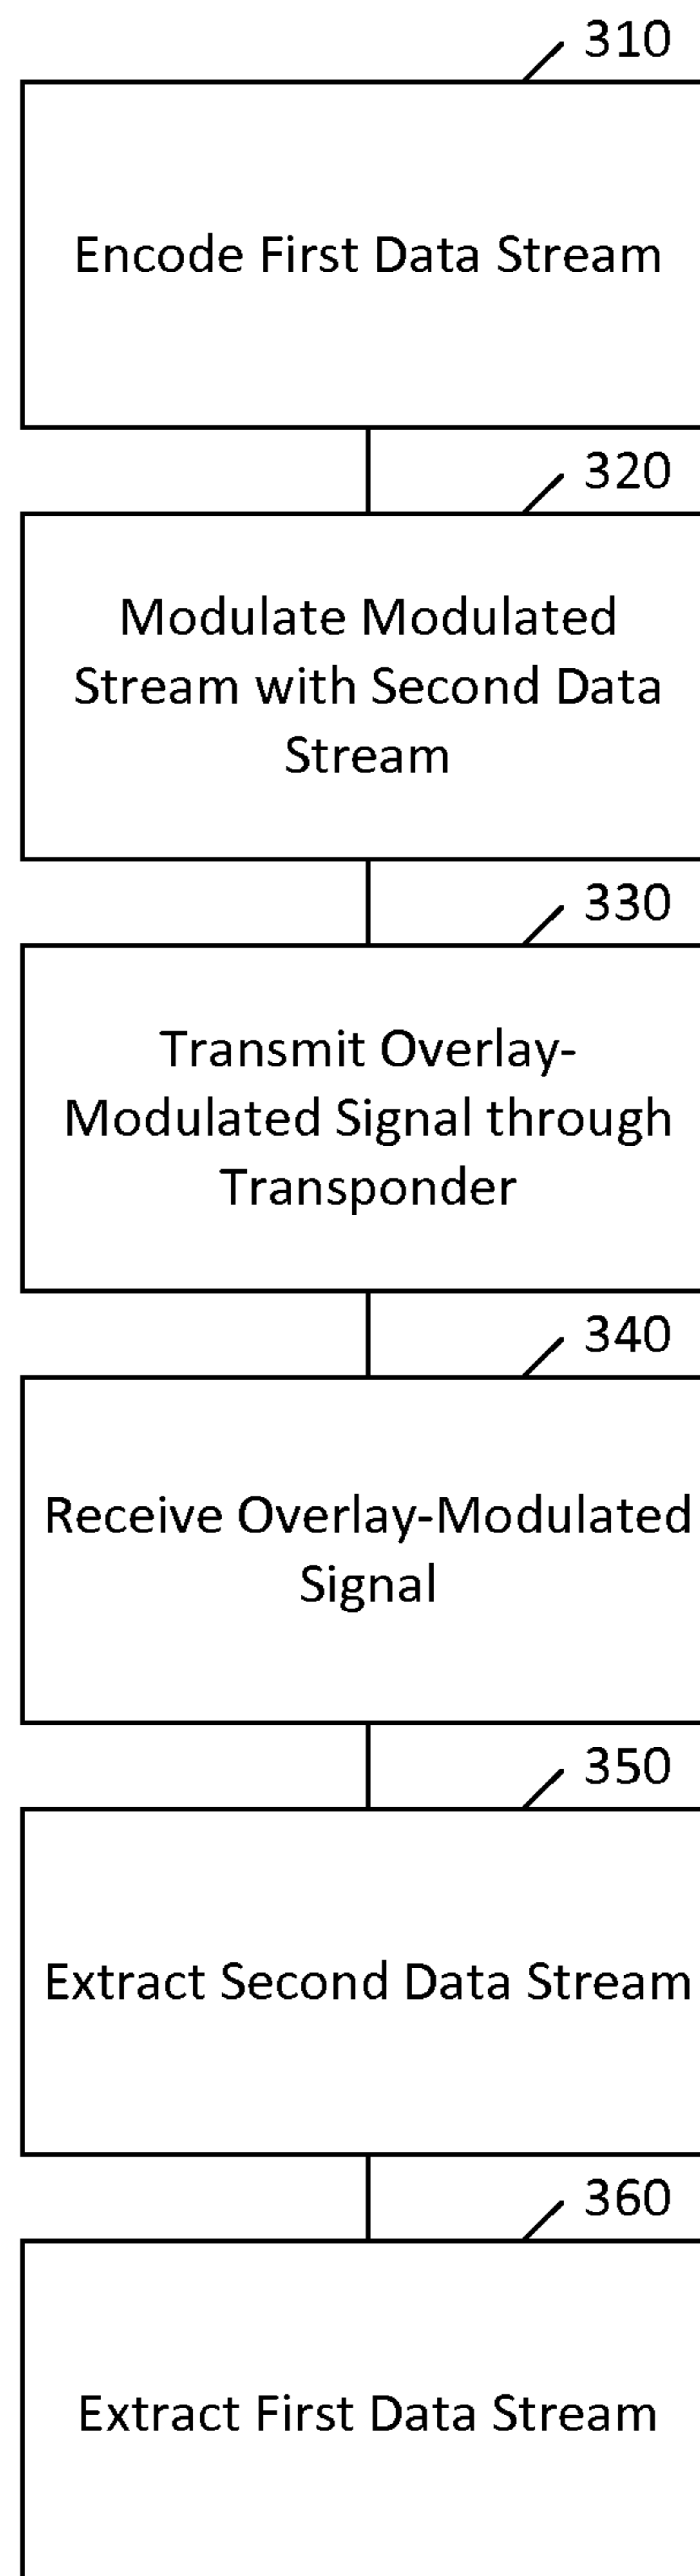 310
Encode First Data Stream
320
Modulate Modulated
Stream with Second Data
Stream
330
Transmit Overlay-
Modulated Signal through
Transponder
340
Receive Overlay-Modulated
Signal
350
Extract Second Data Stream
360
Extract First Data Stream